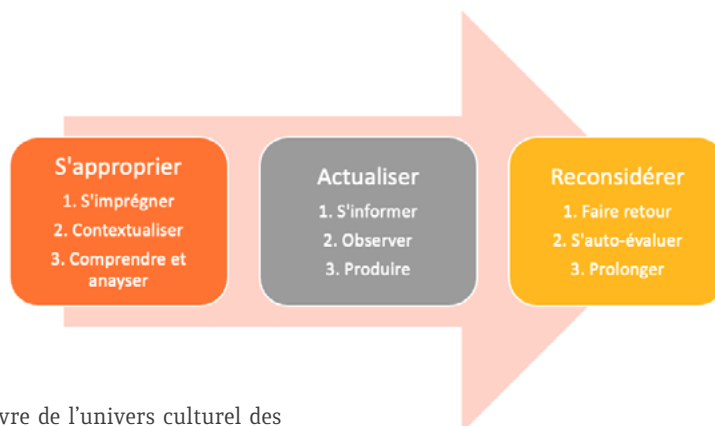 S'approprier
1. S'imprégner
2. Contextualiser
3. Comprendre et
anayser
Actualiser
1. S'informer
2. Observer
3. Produire
Reconsidérer
1. Faire retour
2. S'auto-évaluer
3. Prolonger
vre de l'univers culturel des